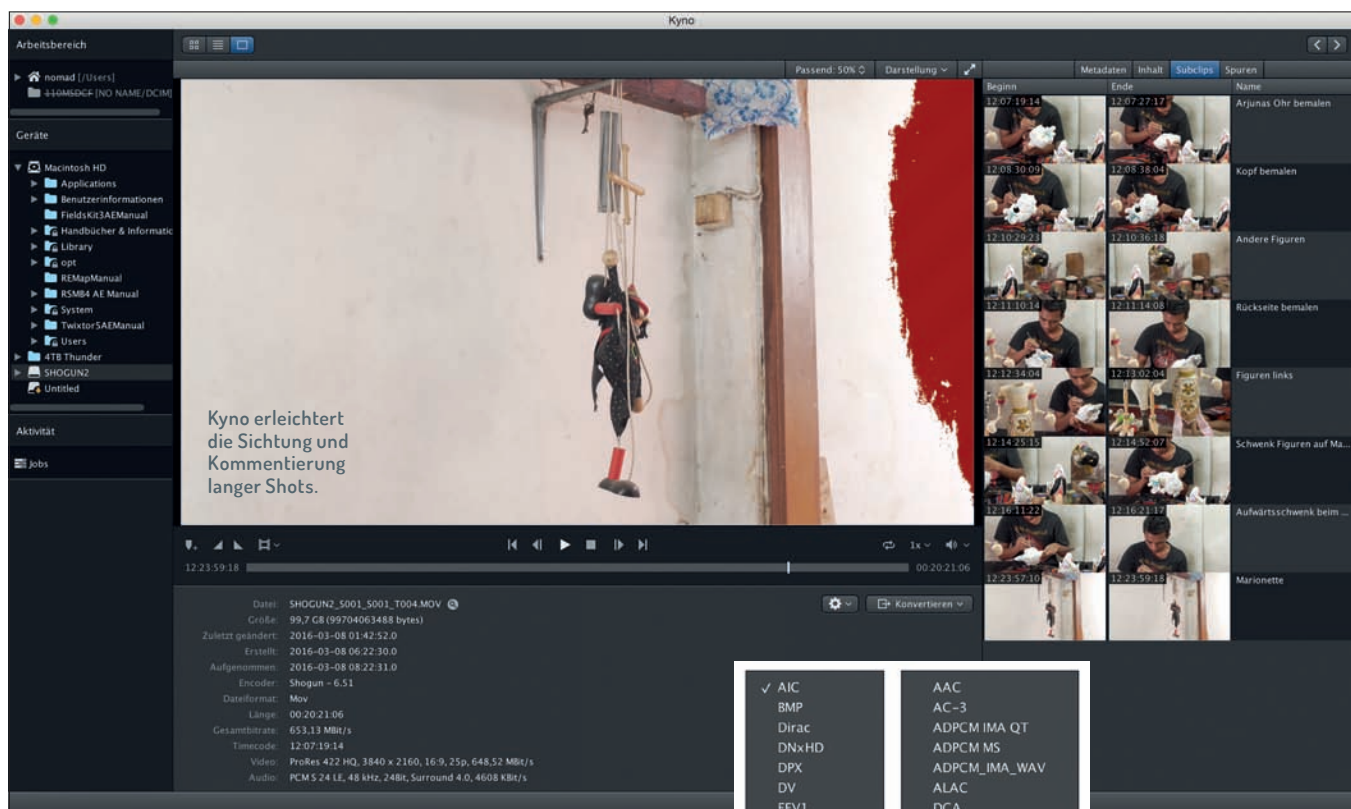 Kyno
Arbeitsbereich
nomad [/Users]
110MSDCF [NO NAME/DCIM]
Geräte
Macintosh HD
Applications
Benutzerinformationen
FieldsKit3AEManual
Handbücher & Informatic
Library
opt
REMapManual
RSMB4 AE Manual
System
Twixtor5AEManual
Users
4TB Thunder
SHOGUN2
Untitled
Aktivität
Jobs
Passend: 50% Darstellung
Kyno erleichtert
die Sichtung und
Kommentierung
langer Shots.
1x
12:23:59:18 00:20:21:06
Konvertieren
Datei: SHOGUN2_S001_S001_T004.MOV
Größe: 99,7 GB (99704063488 bytes)
Zuletzt geändert: 2016-03-08 01:42:52.0
Erstellt: 2016-03-08 06:22:30.0
Aufgenommen: 2016-03-08 08:22:31.0
Encoder: Shogun - 6.51
Dateiformat: Mov
Länge: 00:20:21:06
Gesamtbitrate: 653,13 MBit/s
Timecode: 12:07:19:14
Video: ProRes 422 HQ, 3840 x 2160, 16:9, 25p, 648,52 MBit/s
Audio: PCM S 24 LE, 48 kHz, 24Bit, Surround 4.0, 4608 KBit/s
Metadaten Inhalt Subclips Spuren
Beginn Ende Name
12:07:19:14 12:07:27:17 Arjunas Ohr bemalen
12:08:30:09 12:08:38:04 Kopf bemalen
12:10:29:23 12:10:36:18 Andere Figuren
12:11:10:14 12:11:14:08 Rückseite bemalen
12:12:34:04 12:13:02:04 Figuren links
12:14:25:15 12:14:52:07 Schwenk Figuren auf Ma...
12:16:11:22 12:16:21:17 Aufwärtsschwenk beim ...
12:23:57:10 12:23:59:18 Marionette
✓ AIC
BMP
Dirac
DNxHD
DPX
DV
FFV1
AAC
AC-3
ADPCM IMA QT
ADPCM MS
ADPCM_IMA_WAV
ALAC
DCA